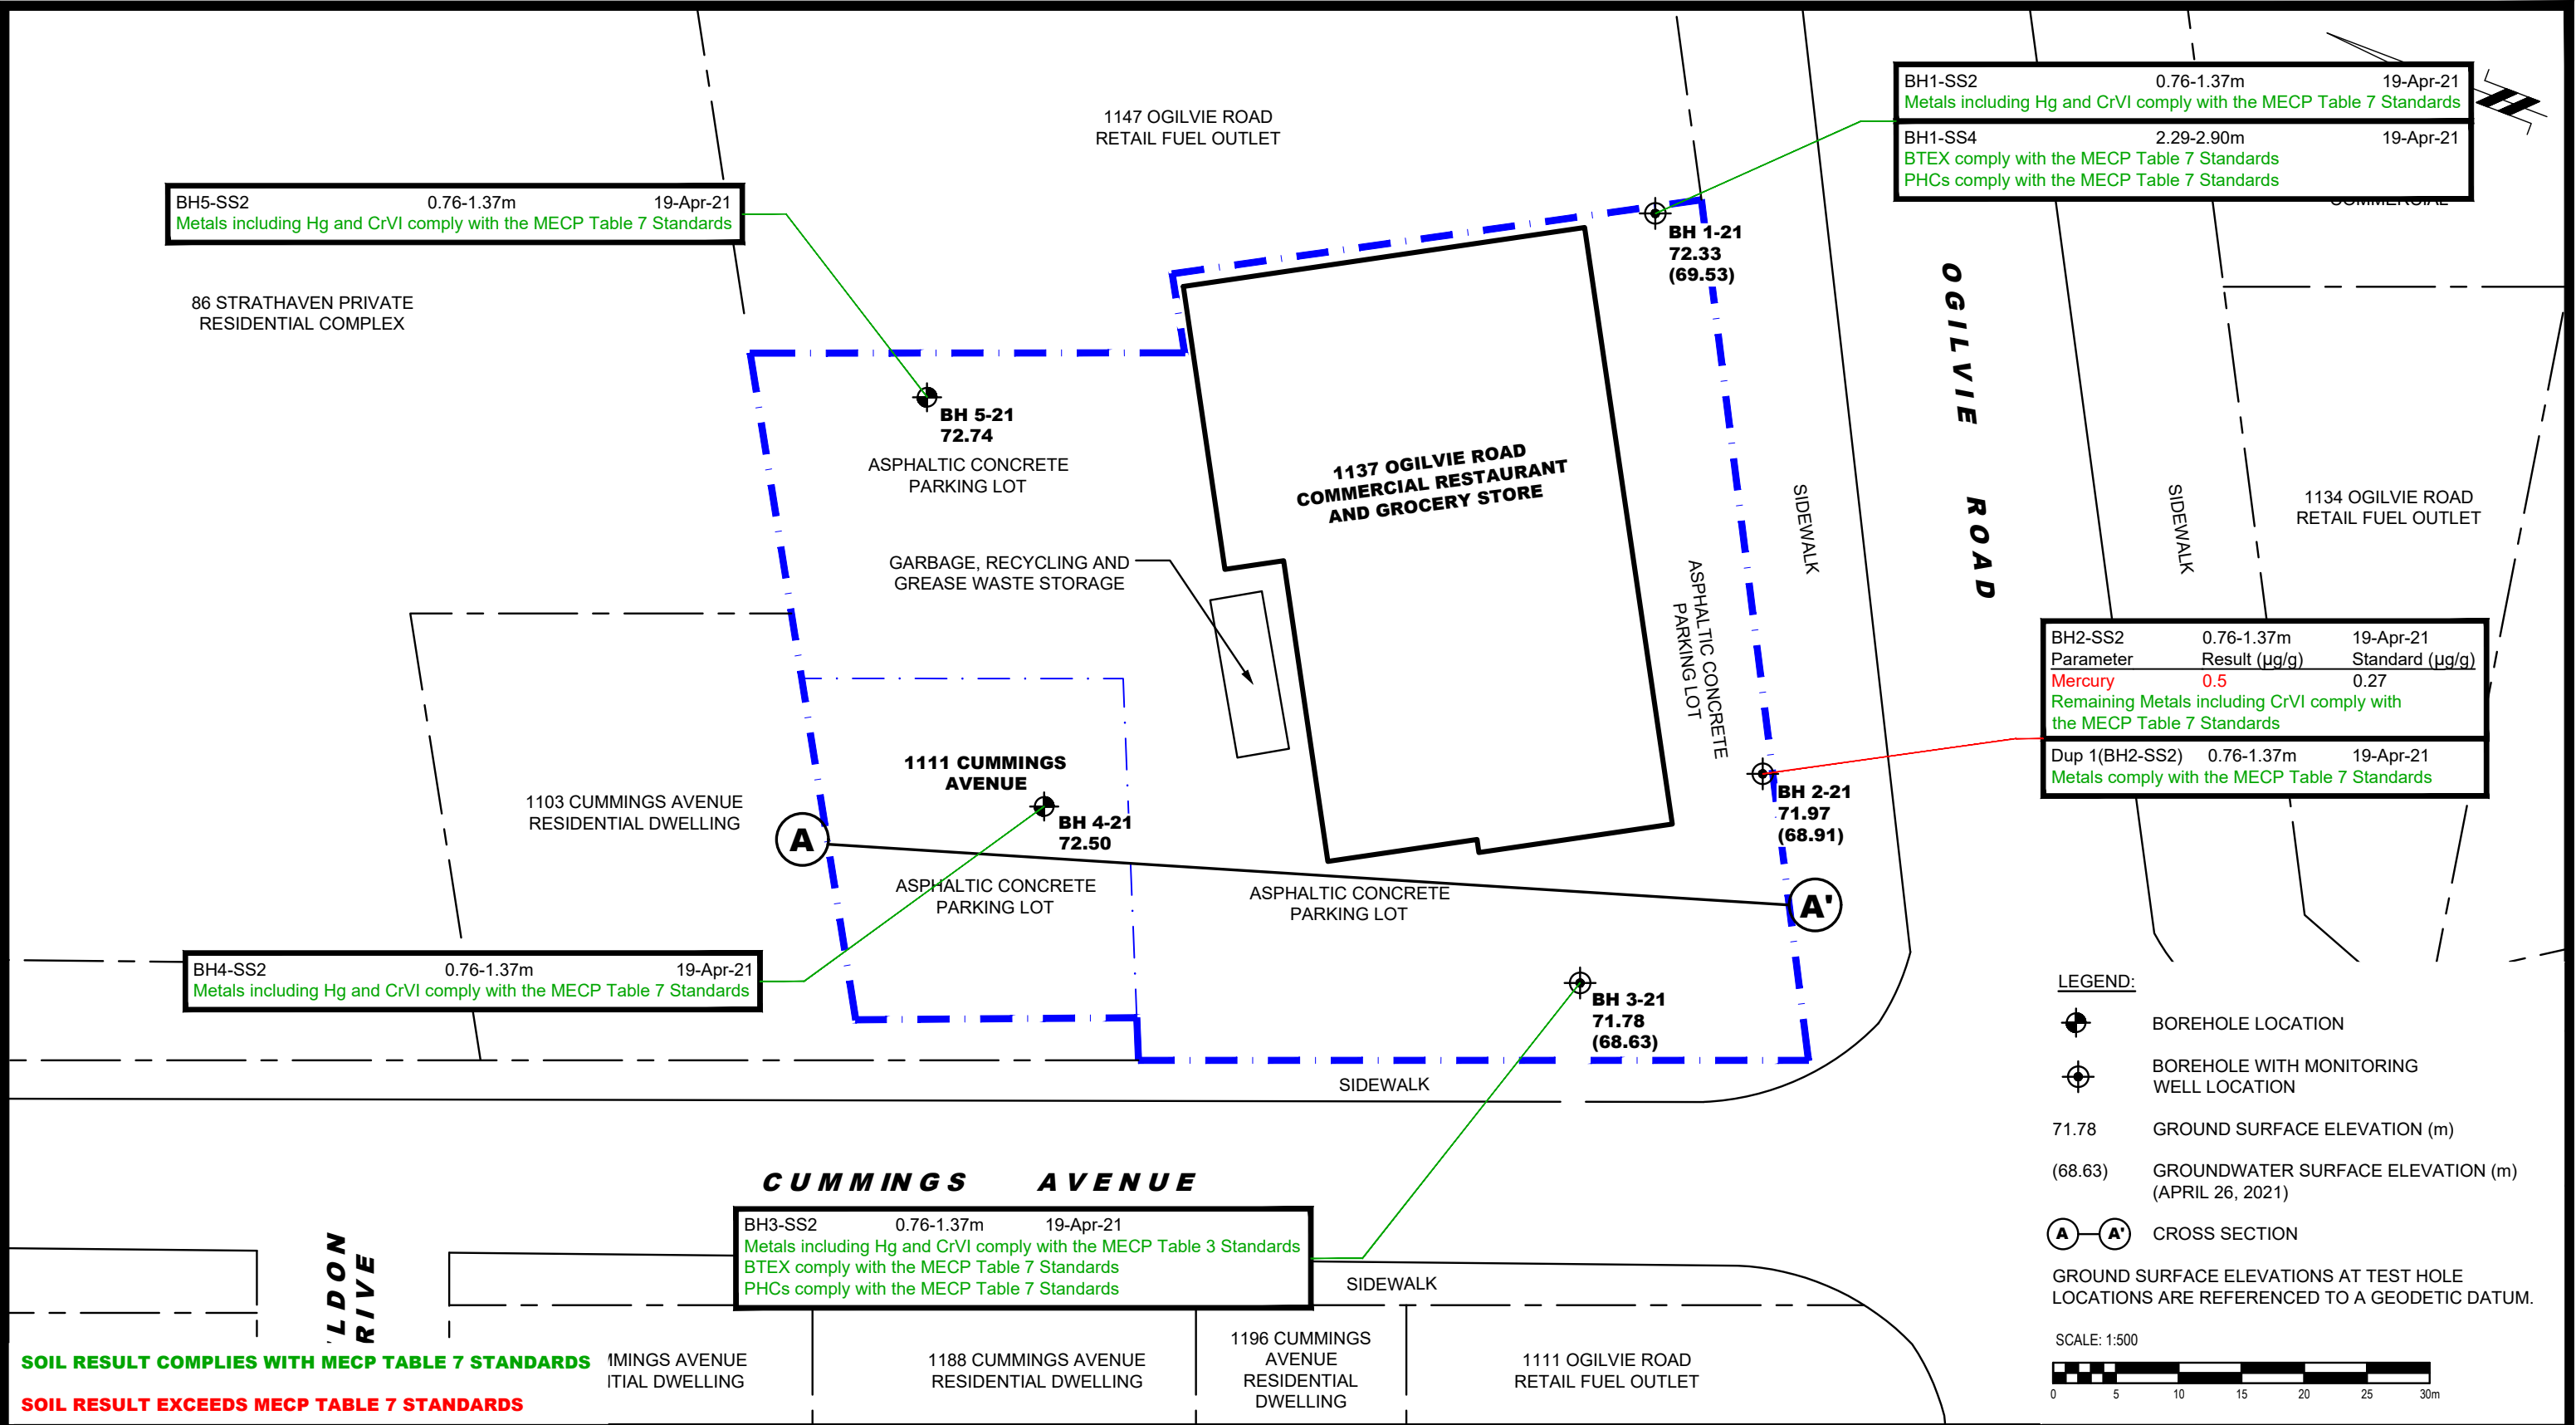 1147 OGILVIE ROAD
RETAIL FUEL OUTLET
BH1-SS2 0.76-1.37m 19-Apr-21
Metals including Hg and CrVI comply with the MECP Table 7 Standards
BH1-SS4 2.29-2.90m 19-Apr-21
BTEX comply with the MECP Table 7 Standards
PHCs comply with the MECP Table 7 Standards
COMMERCIAL
BH5-SS2 0.76-1.37m 19-Apr-21
Metals including Hg and CrVI comply with the MECP Table 7 Standards
86 STRATHAVEN PRIVATE
RESIDENTIAL COMPLEX
BH 1-21
72.33
(69.53)
OGILVIE ROAD
BH 5-21
72.74
ASPHALTIC CONCRETE
PARKING LOT
1137 OGILVIE ROAD
COMMERCIAL RESTAURANT
AND GROCERY STORE
SIDEWALK
SIDEWALK
1134 OGILVIE ROAD
RETAIL FUEL OUTLET
GARBAGE, RECYCLING AND
GREASE WASTE STORAGE
ASPHALTIC CONCRETE
PARKING LOT
BH2-SS2 0.76-1.37m 19-Apr-21
Parameter Result (µg/g) Standard (µg/g)
Mercury 0.5 0.27
Remaining Metals including CrVI comply with
the MECP Table 7 Standards
Dup 1(BH2-SS2) 0.76-1.37m 19-Apr-21
Metals comply with the MECP Table 7 Standards
1111 CUMMINGS
AVENUE
1103 CUMMINGS AVENUE
RESIDENTIAL DWELLING
A
BH 4-21
72.50
BH 2-21
71.97
(68.91)
ASPHALTIC CONCRETE
PARKING LOT
ASPHALTIC CONCRETE
PARKING LOT
A'
BH4-SS2 0.76-1.37m 19-Apr-21
Metals including Hg and CrVI comply with the MECP Table 7 Standards
BH 3-21
71.78
(68.63)
SIDEWALK
CUMMINGS AVENUE
BH3-SS2 0.76-1.37m 19-Apr-21
Metals including Hg and CrVI comply with the MECP Table 3 Standards
BTEX comply with the MECP Table 7 Standards
PHCs comply with the MECP Table 7 Standards
SIDEWALK
LDON
RIVE
MMINGS AVENUE
TIAL DWELLING
1188 CUMMINGS AVENUE
RESIDENTIAL DWELLING
1196 CUMMINGS
AVENUE
RESIDENTIAL
DWELLING
1111 OGILVIE ROAD
RETAIL FUEL OUTLET
SOIL RESULT COMPLIES WITH MECP TABLE 7 STANDARDS
SOIL RESULT EXCEEDS MECP TABLE 7 STANDARDS
LEGEND:
BOREHOLE LOCATION
BOREHOLE WITH MONITORING
WELL LOCATION
71.78 GROUND SURFACE ELEVATION (m)
(68.63) GROUNDWATER SURFACE ELEVATION (m)
(APRIL 26, 2021)
A A' CROSS SECTION
GROUND SURFACE ELEVATIONS AT TEST HOLE
LOCATIONS ARE REFERENCED TO A GEODETIC DATUM.
SCALE: 1:500
0 5 10 15 20 25 30m